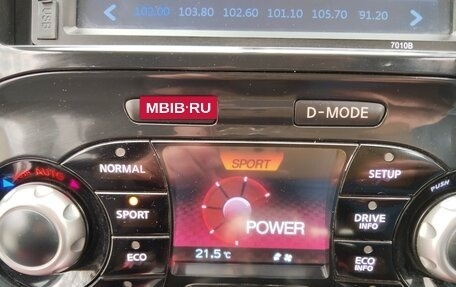 USB
102.00 103.80 102.60 101.10 105.70 91.20
7010B
MBIB·RU
D-MODE
NORMAL
SPORT
SETUP
AUTO
PUSH
SPORT
POWER
DRIVE
INFO
21.5°C
ECO
ECO
INFO